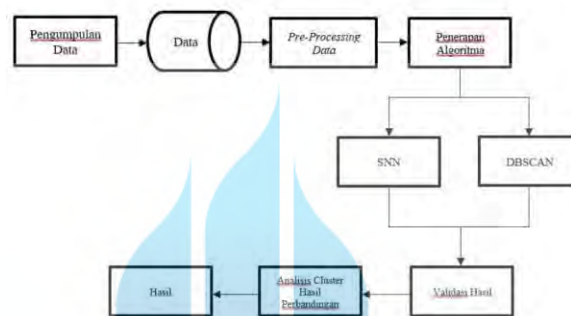 Pengumpulan
Data
Data
Pre-Processing
Data
Penerapan
Algoritma
SNN
DBSCAN
Hasil
Analisis Cluster
Hasil
Perbandingan
Validasi Hasil